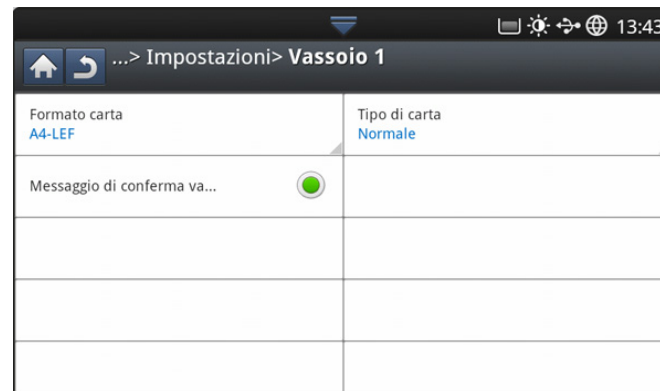 13:43
...> Impostazioni> Vassoio 1
Formato carta
A4-LEF
Tipo di carta
Normale
Messaggio di conferma va...